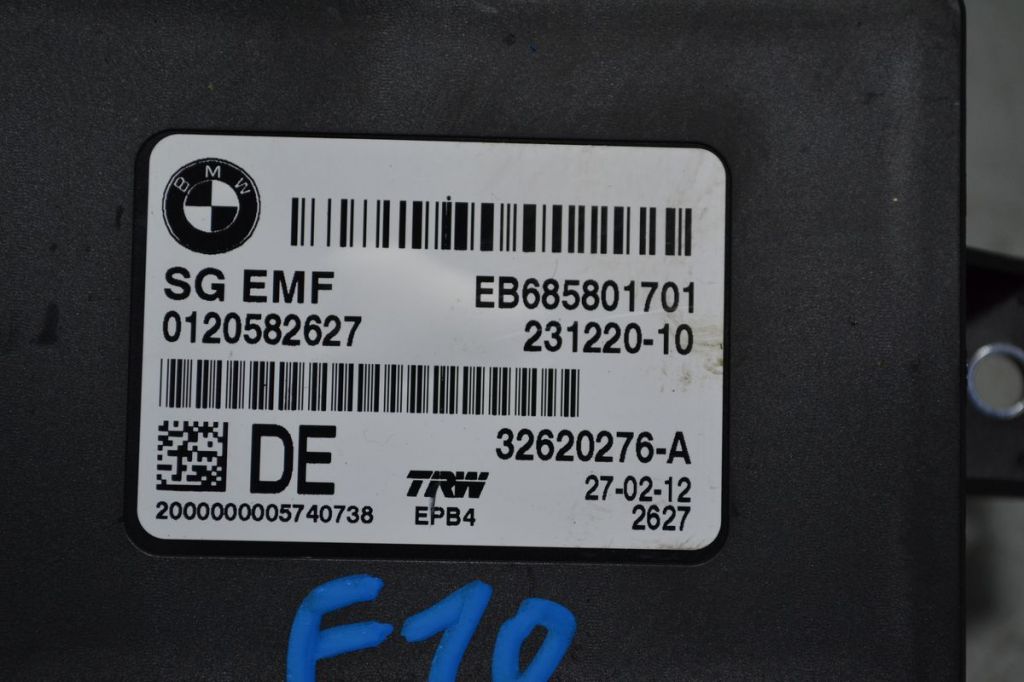 BMW
SG EMF
EB685801701
0120582627
231220-10
DE
32620276-A
TRW
27-02-12
2000000005740738
EPB4
2627
F10